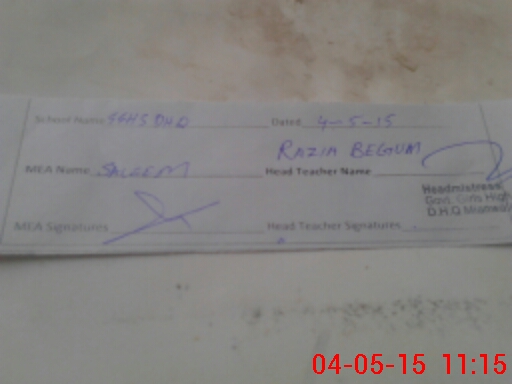 School Name GGHS DHQ Dated 4-5-15
RAZIA BEGUM
MEA Name SALEEM Head Teacher Name
Headmistress
Govt. Girls High
D.H.Q Mianwali
MEA Signatures Head Teacher Signatures
04-05-15 11:15